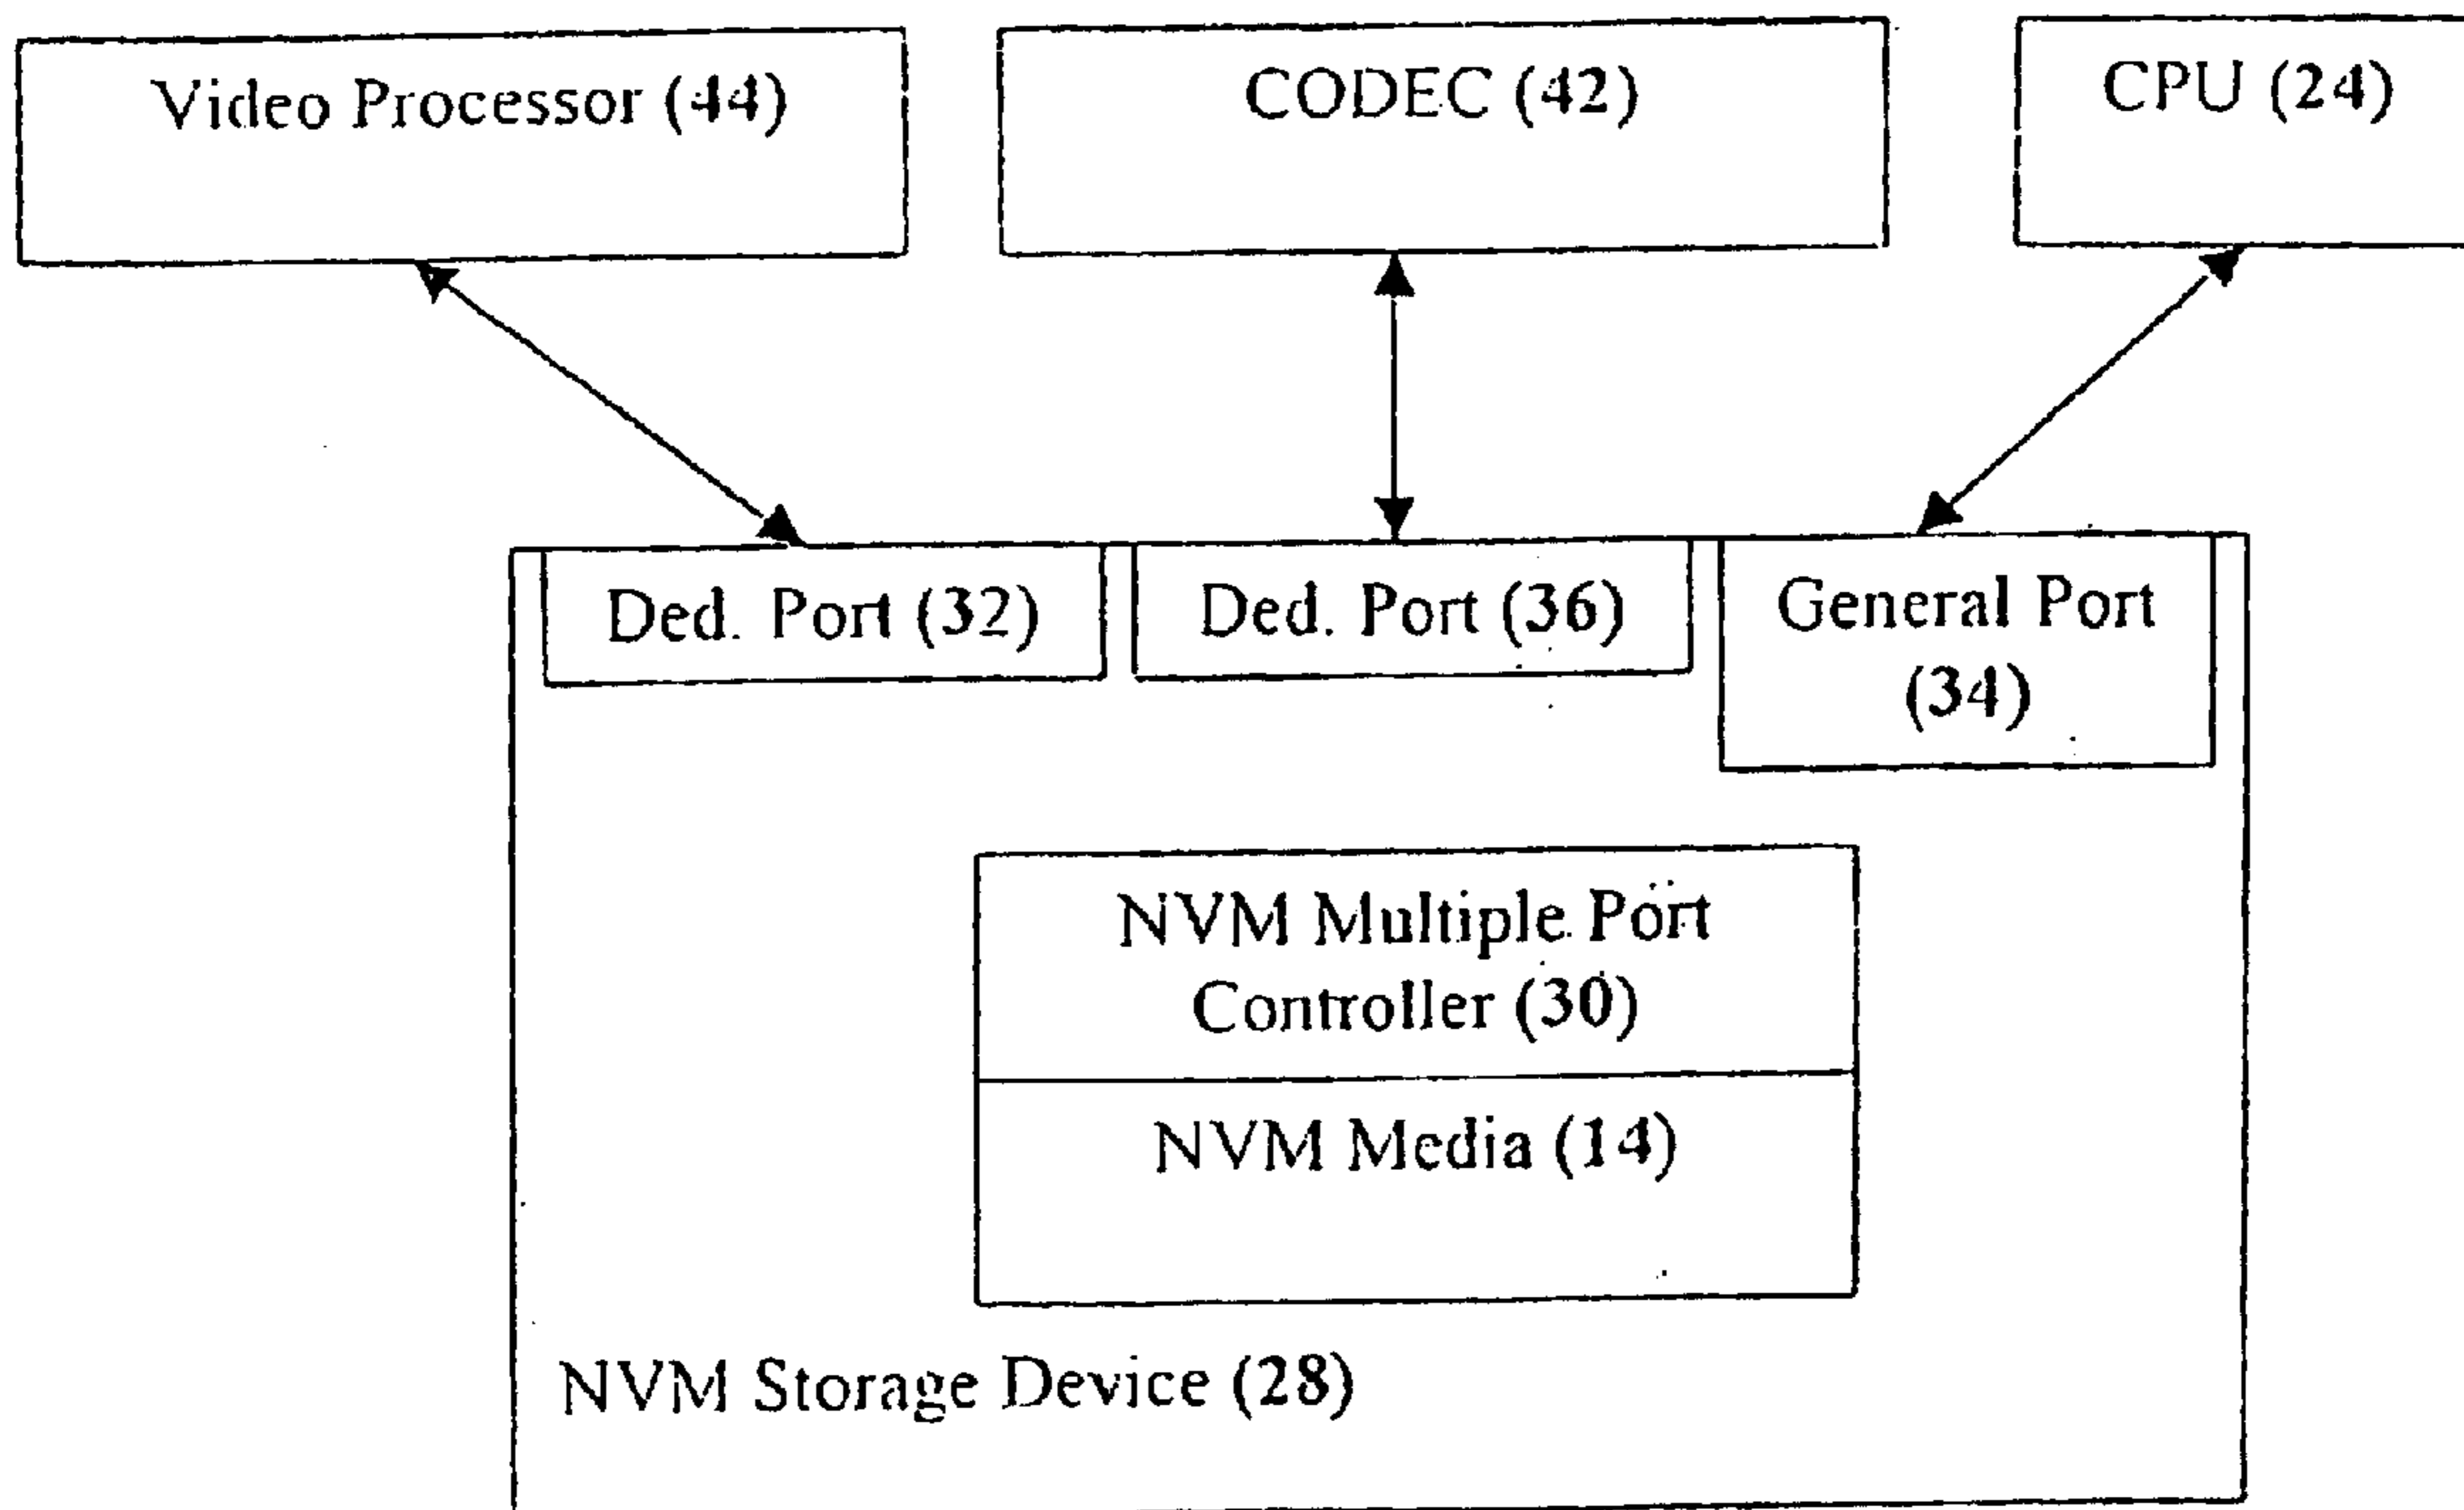 Video Processor (44)
CODEC (42)
CPU (24)
Ded. Port (32)
Ded. Port (36)
General Port
(34)
NVM Multiple Port
Controller (30)
NVM Media (14)
NVM Storage Device (28)